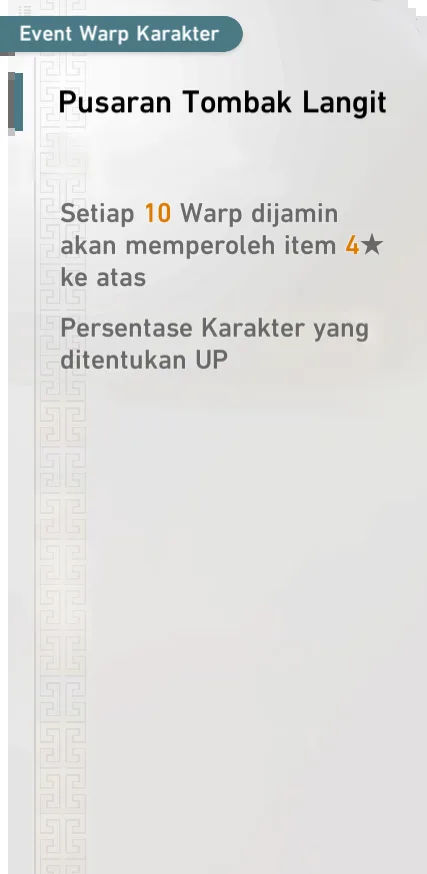 Event Warp Karakter
Pusaran Tombak Langit
Setiap 10 Warp dijamin
akan memperoleh item 4★
ke atas
Persentase Karakter yang
ditentukan UP